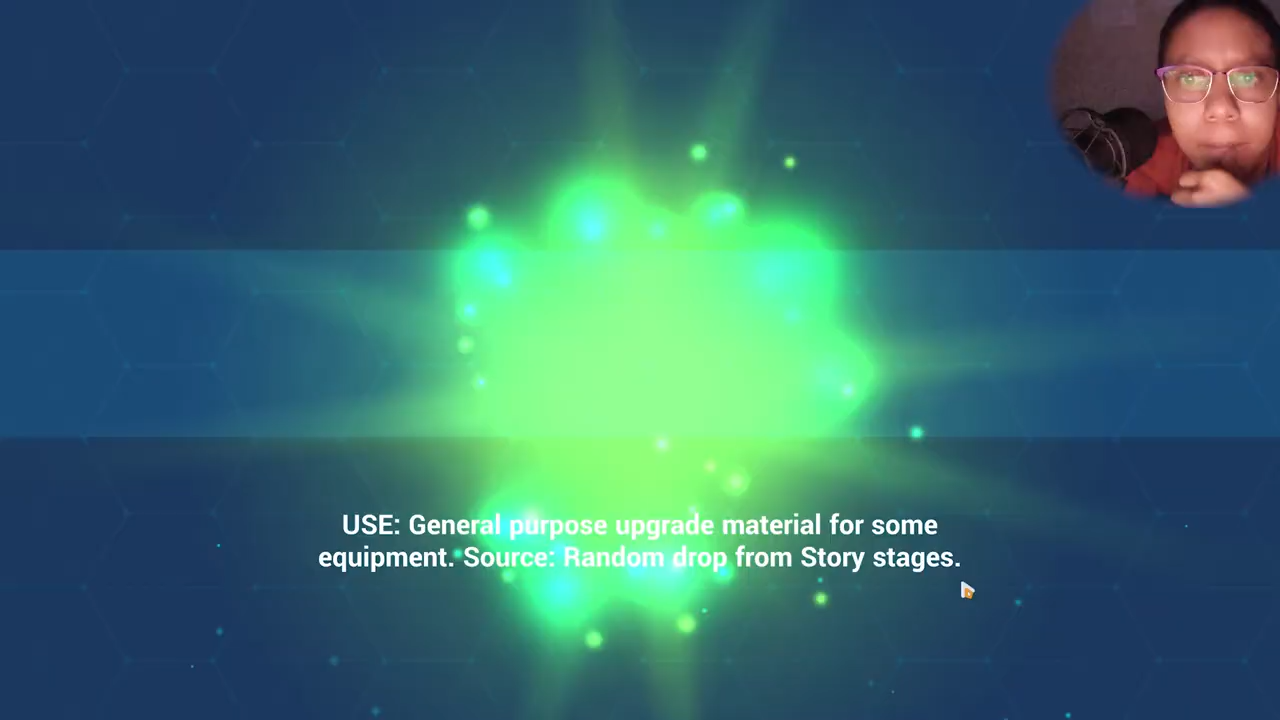 USE: General purpose upgrade material for some
equipment. Source: Random drop from Story stages.